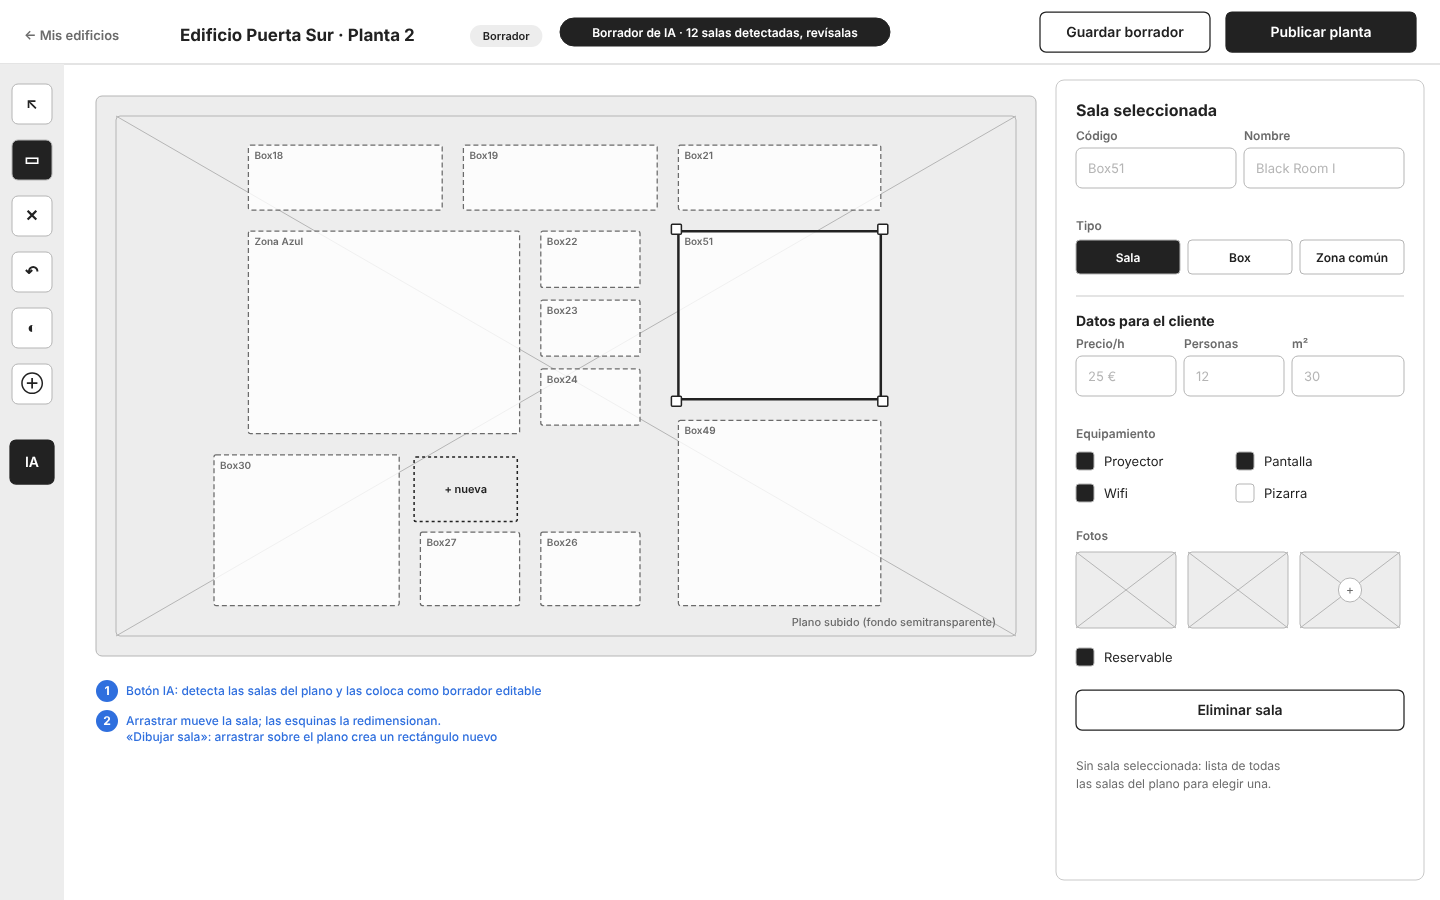 ← Mis edificios
Edificio Puerta Sur · Planta 2
Borrador
Borrador de IA · 12 salas detectadas, revísalas
Guardar borrador
Publicar planta
IA
Box18
Box19
Box21
Zona Azul
Box22
Box51
Box23
Box24
Box49
Box30
+ nueva
Box27
Box26
Plano subido (fondo semitransparente)
1 Botón IA: detecta las salas del plano y las coloca como borrador editable
2 Arrastrar mueve la sala; las esquinas la redimensionan.
«Dibujar sala»: arrastrar sobre el plano crea un rectángulo nuevo
Sala seleccionada
Código Nombre
Box51 Black Room I
Tipo
Sala Box Zona común
Datos para el cliente
Precio/h Personas m²
25 € 12 30
Equipamiento
Proyector Pantalla
Wifi Pizarra
Fotos
+
Reservable
Eliminar sala
Sin sala seleccionada: lista de todas
las salas del plano para elegir una.